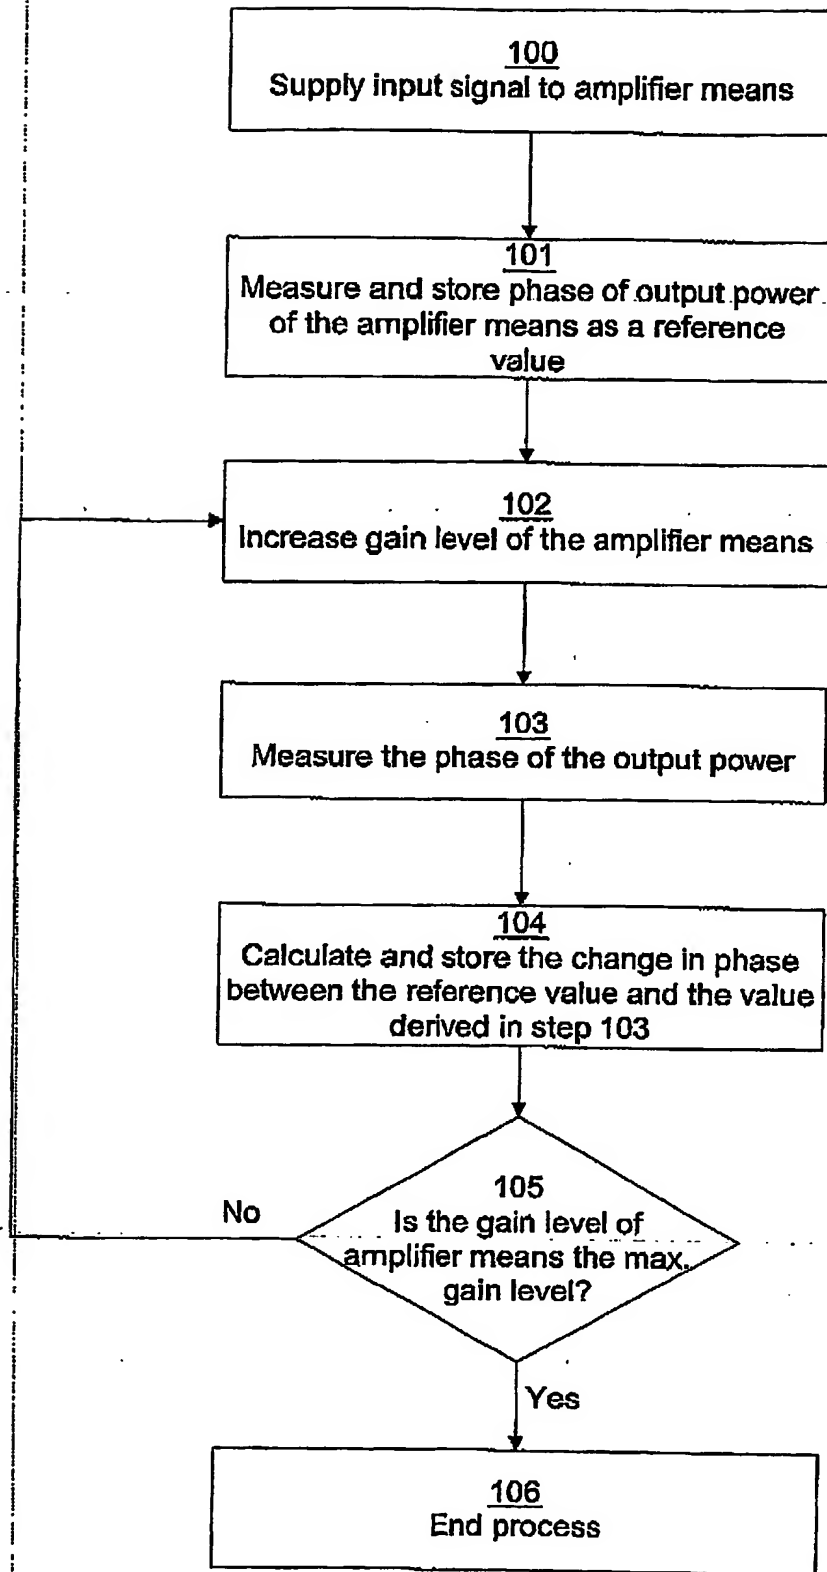 100
Supply input signal to amplifier means
101
Measure and store phase of output power
of the amplifier means as a reference
value
102
Increase gain level of the amplifier means
103
Measure the phase of the output power
104
Calculate and store the change in phase
between the reference value and the value
derived in step 103
105
Is the gain level of
amplifier means the max.
gain level?
No
Yes
106
End process